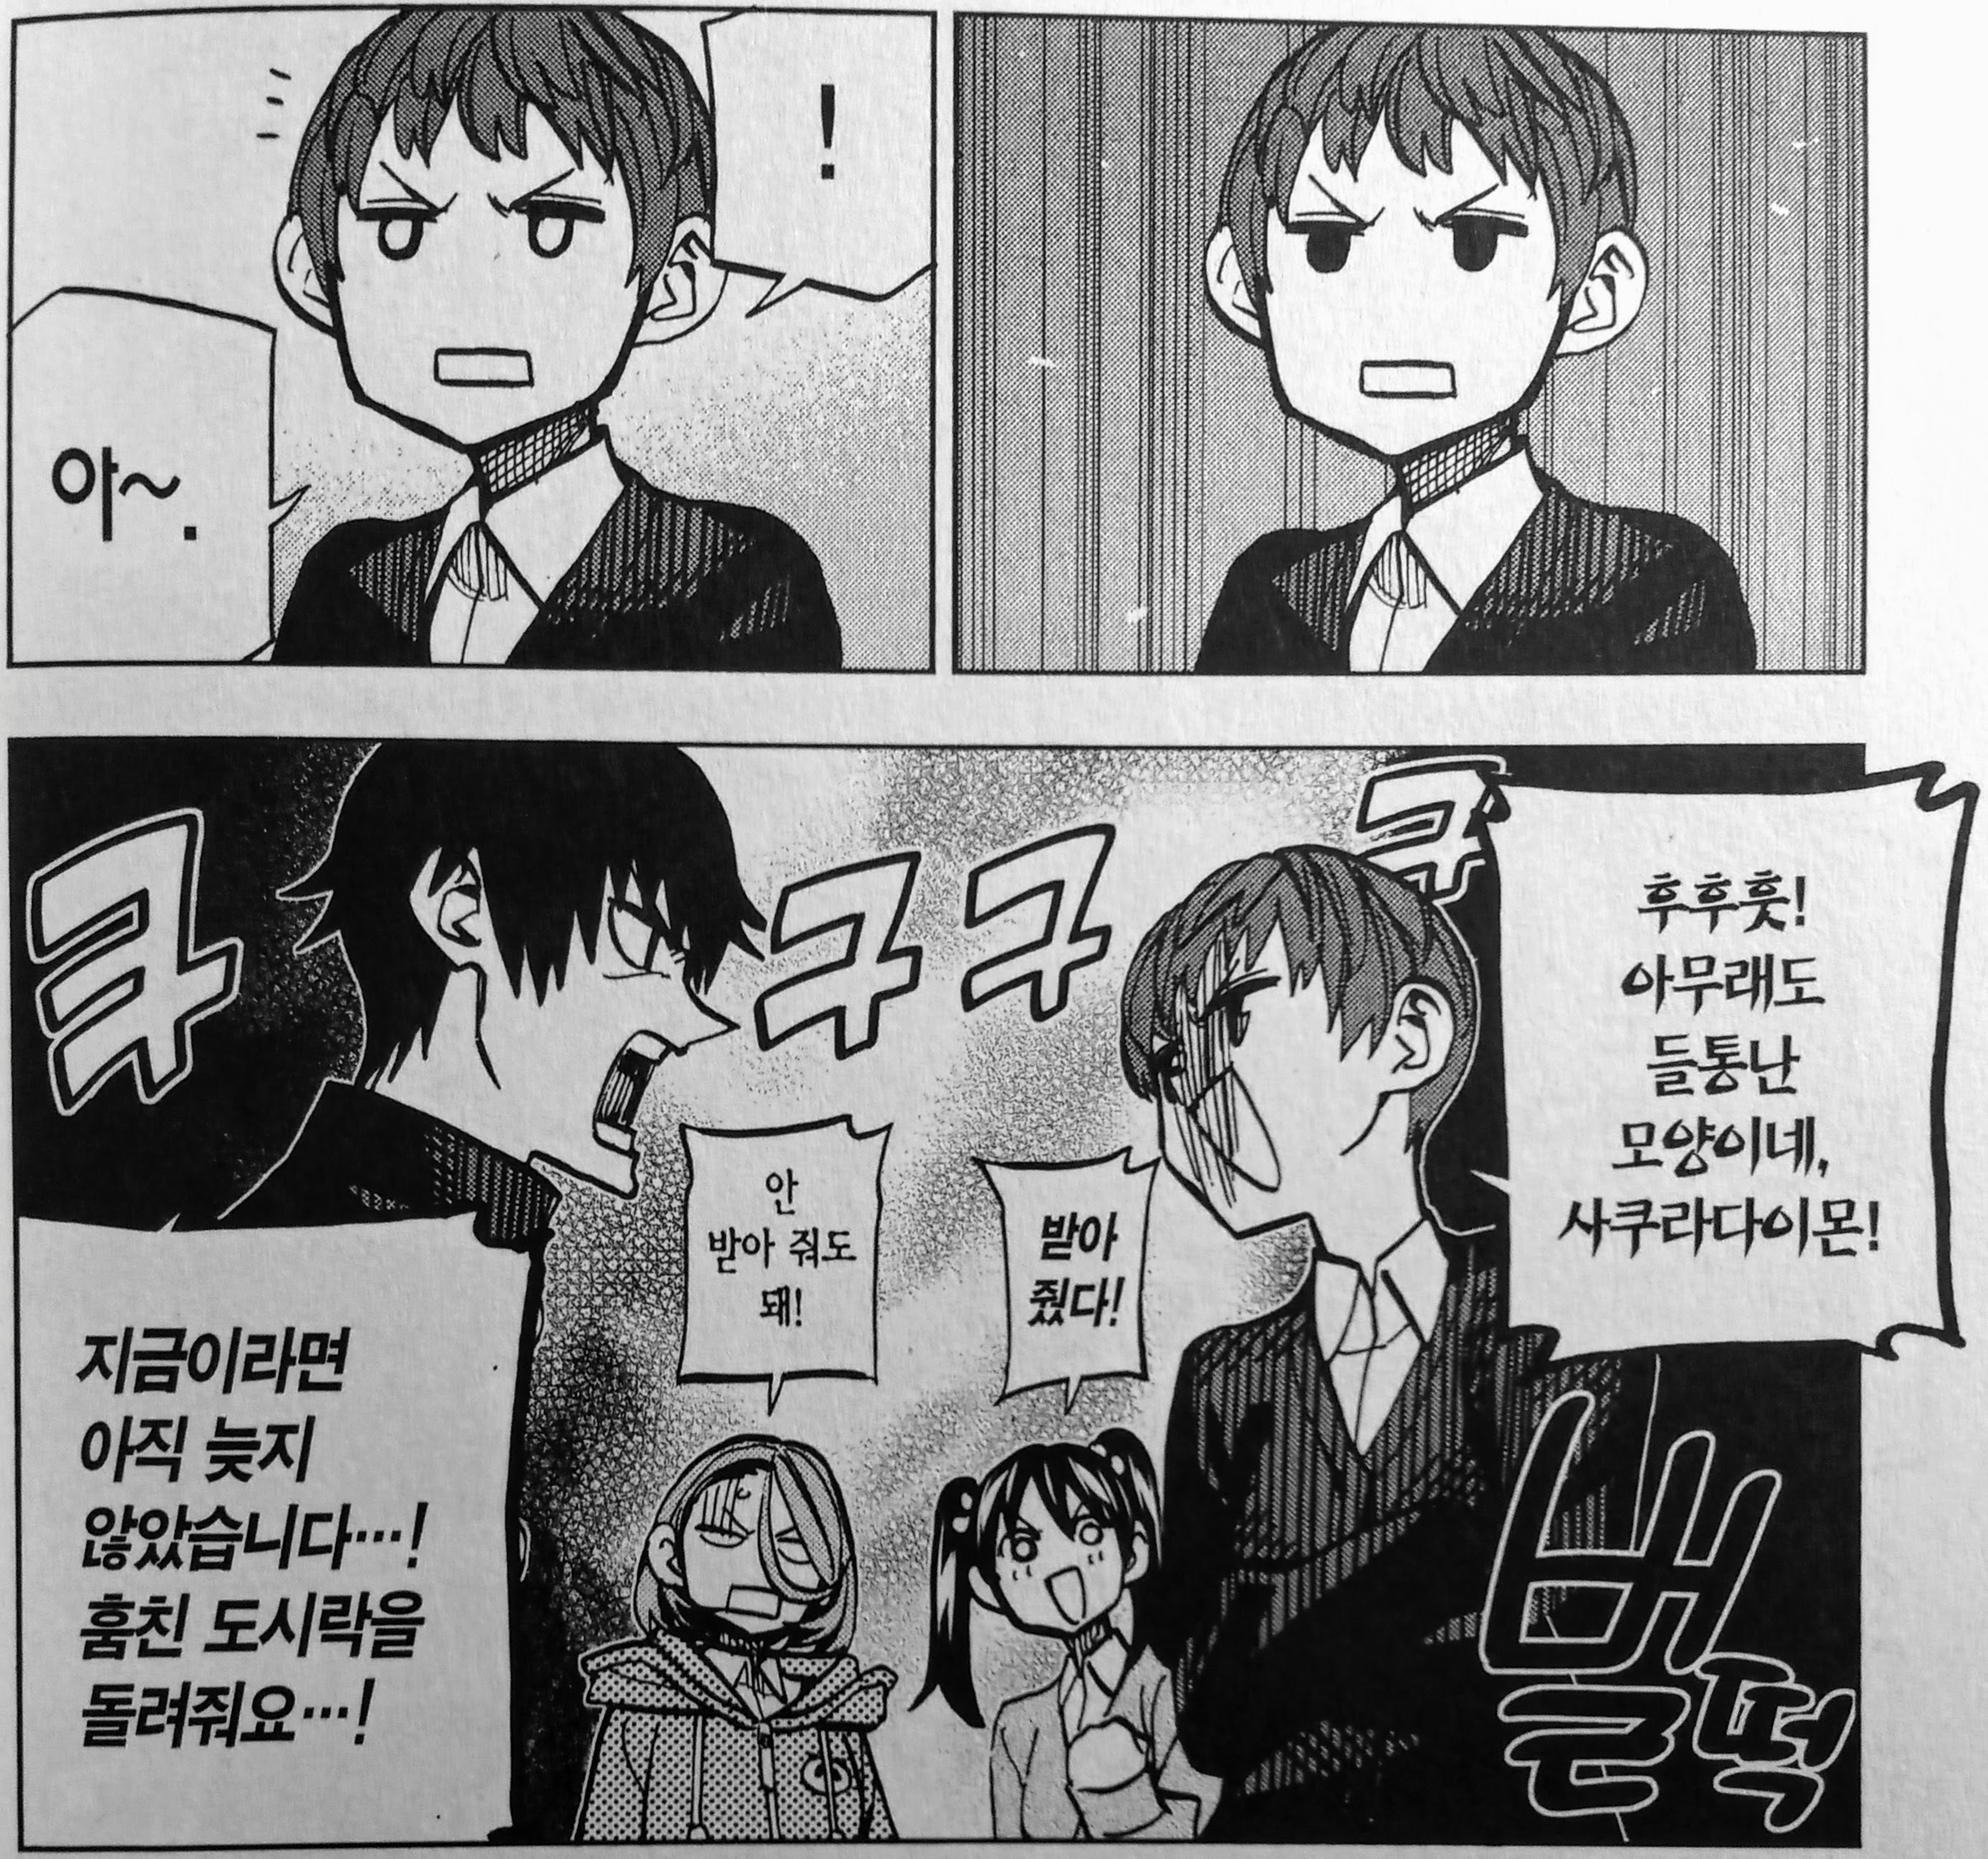 !
아~.
후후훗!
아무래도
들통난
모양이네,
사쿠라다이몬!
받아
줬다!
안
받아 줘도
돼!
지금이라면
아직 늦지
않았습니다…!
훔친 도시락을
돌려줘요…!
구
구
구
쿠
벌떡